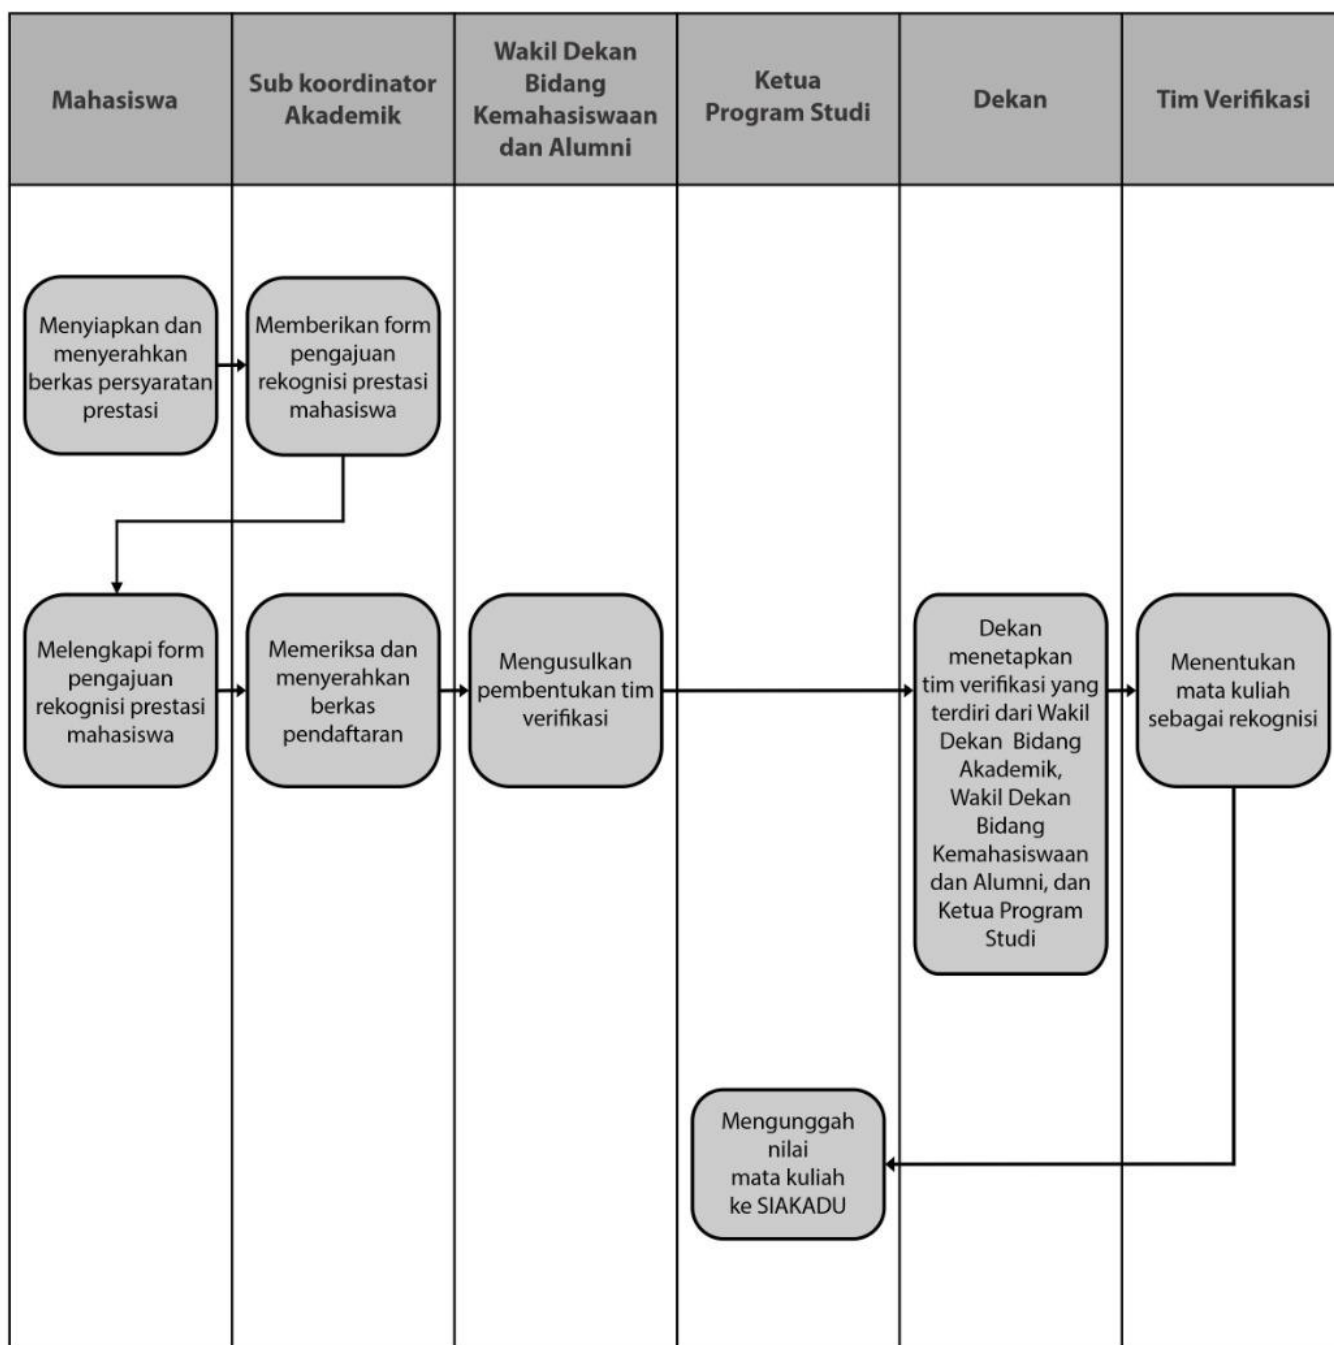 Mahasiswa
Sub koordinator
Akademik
Wakil Dekan
Bidang
Kemahasiswaan
dan Alumni
Ketua
Program Studi
Dekan
Tim Verifikasi
Menyiapkan dan
menyerahkan
berkas persyaratan
prestasi
Memberikan form
pengajuan
rekognisi prestasi
mahasiswa
Melengkapi form
pengajuan
rekognisi prestasi
mahasiswa
Memeriksa dan
menyerahkan
berkas
pendaftaran
Mengusulkan
pembentukan tim
verifikasi
Dekan
menetapkan
tim verifikasi yang
terdiri dari Wakil
Dekan Bidang
Akademik,
Wakil Dekan
Bidang
Kemahasiswaan
dan Alumni, dan
Ketua Program
Studi
Menentukan
mata kuliah
sebagai rekognisi
Mengunggah
nilai
mata kuliah
ke SIAKADU